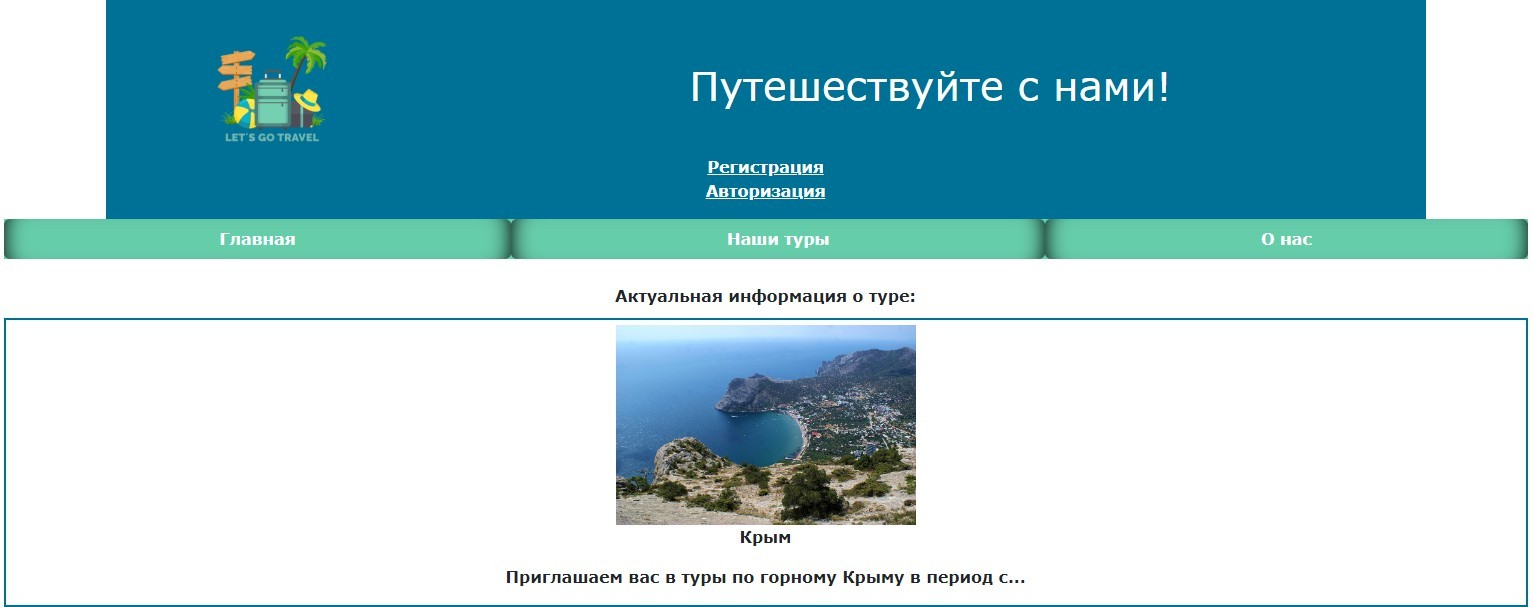 LET'S GO TRAVEL
Путешествуйте с нами!
Регистрация
Авторизация
Главная
Наши туры
О нас
Актуальная информация о туре:
Крым
Приглашаем вас в туры по горному Крыму в период с...